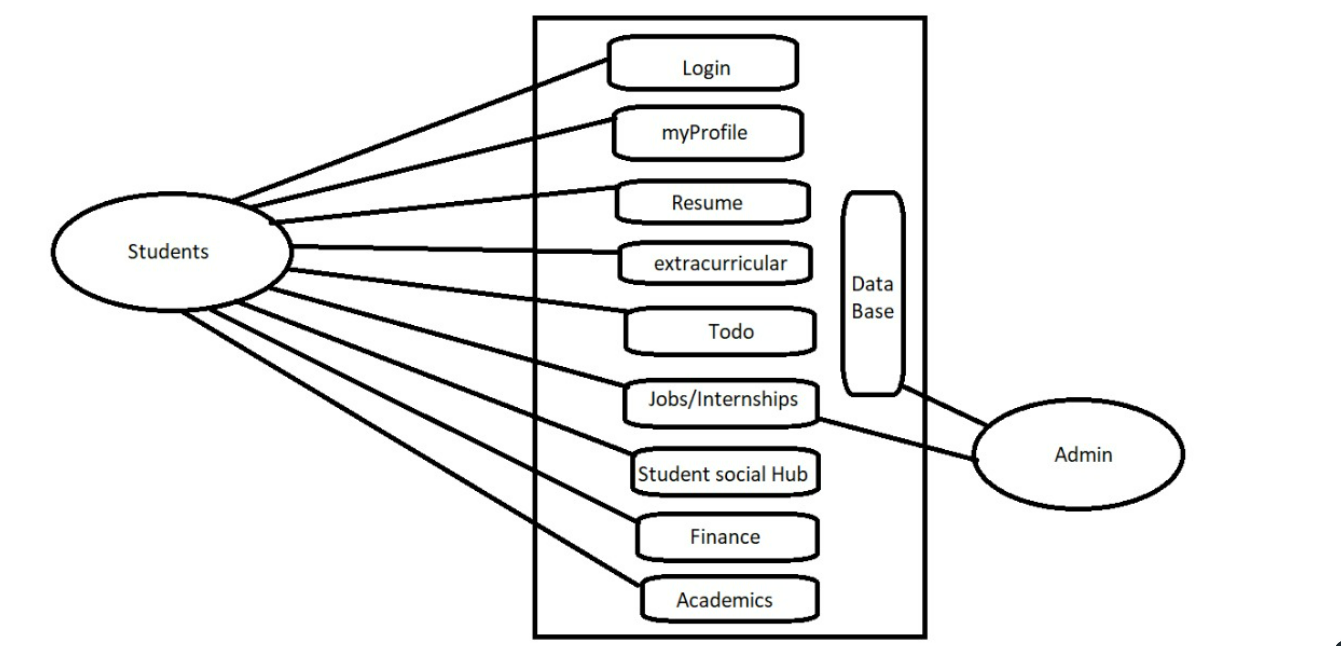 Login
myProfile
Resume
extracurricular
Todo
Jobs/Internships
Student social Hub
Finance
Academics
Students
Data
Base
Admin